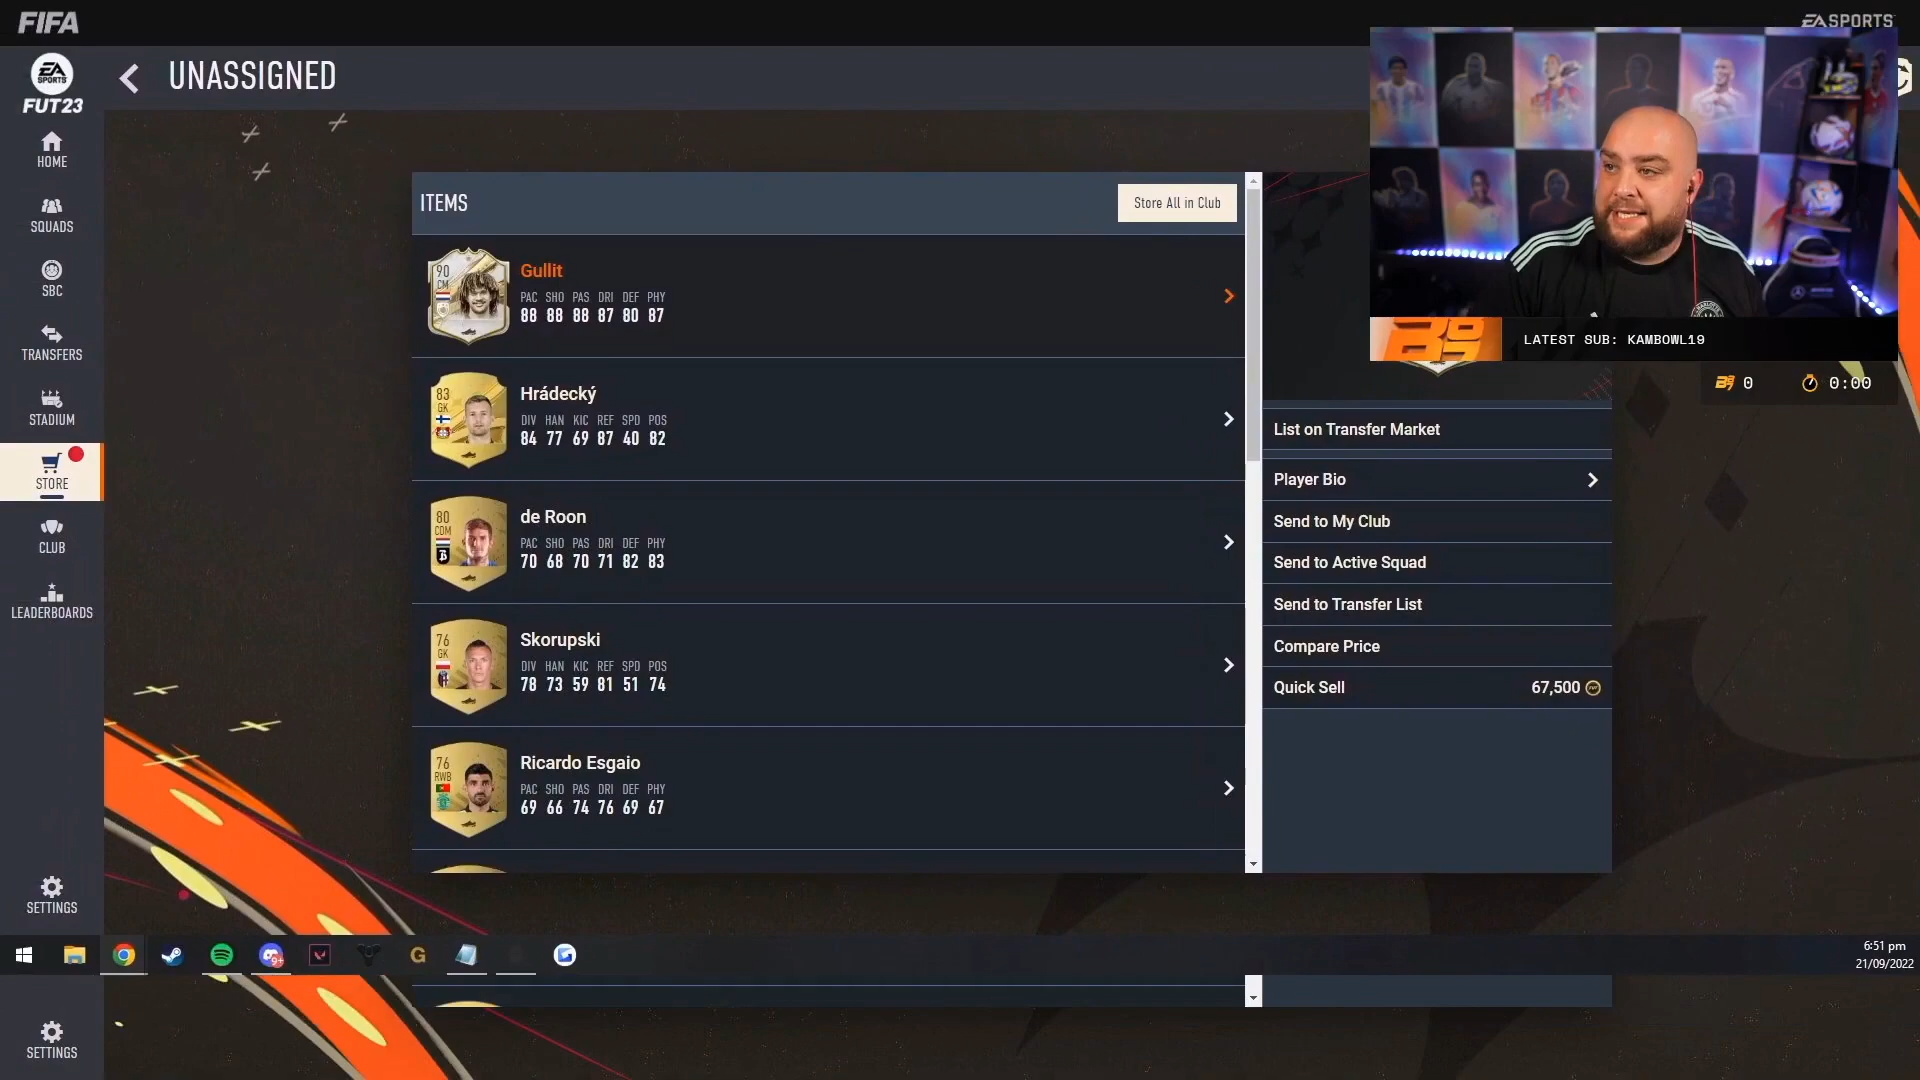 FIFA
EA SPORTS
EA SPORTS
FUT23
UNASSIGNED
HOME
SQUADS
SBC
TRANSFERS
STADIUM
STORE
CLUB
LEADERBOARDS
SETTINGS
ITEMS
Store All in Club
90
CM
Gullit
PAC SHO PAS DRI DEF PHY
88 88 88 87 80 87
83
GK
Hrádecký
DIV HAN KIC REF SPD POS
84 77 69 87 40 82
80
CDM
de Roon
PAC SHO PAS DRI DEF PHY
70 68 70 71 82 83
76
GK
Skorupski
DIV HAN KIC REF SPD POS
78 73 59 81 51 74
76
RWB
Ricardo Esgaio
PAC SHO PAS DRI DEF PHY
69 66 74 76 69 67
LATEST SUB: KAMBOWL19
0 0:00
List on Transfer Market
Player Bio
Send to My Club
Send to Active Squad
Send to Transfer List
Compare Price
Quick Sell 67,500
G
9+
6:51 pm
21/09/2022
SETTINGS